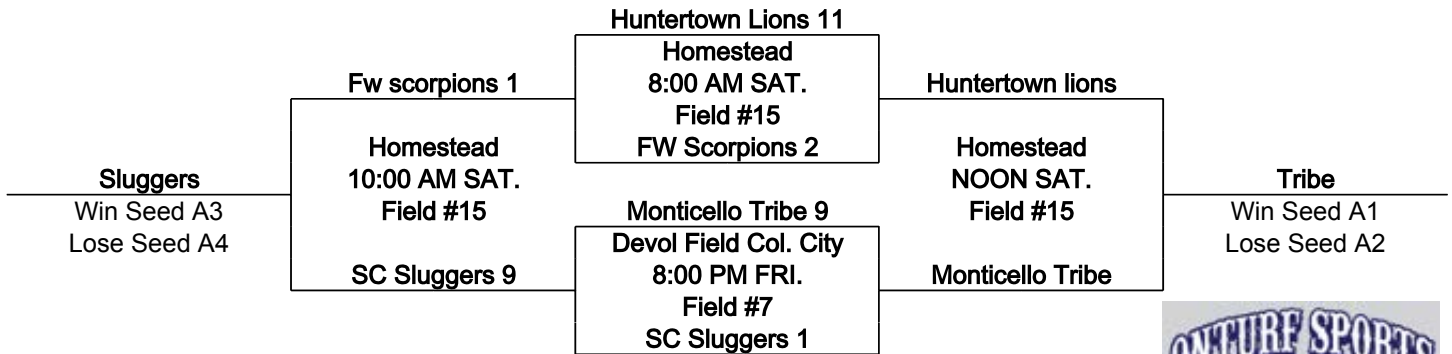 Huntertown Lions 11
Homestead
Fw scorpions 1
8:00 AM SAT.
Huntertown lions
Field #15
Homestead
FW Scorpions 2
Homestead
Sluggers
10:00 AM SAT.
NOON SAT.
Tribe
Win Seed A3
Field #15
Monticello Tribe 9
Field #15
Win Seed A1
Lose Seed A4
Devol Field Col. City
Lose Seed A2
SC Sluggers 9
8:00 PM FRI.
Monticello Tribe
Field #7
SC Sluggers 1
ONTURF SPORTS